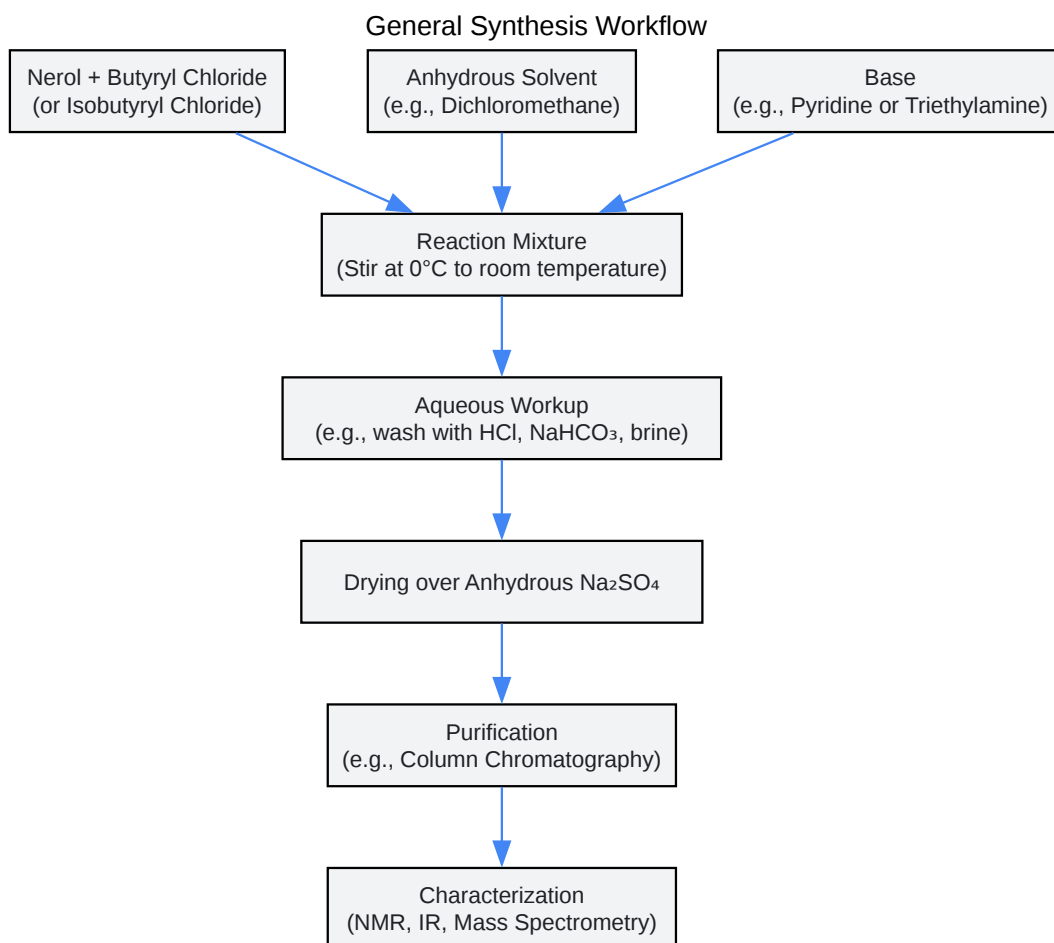 General Synthesis Workflow
Nerol + Butyryl Chloride
(or Isobutyryl Chloride)
Anhydrous Solvent
(e.g., Dichloromethane)
Base
(e.g., Pyridine or Triethylamine)
Reaction Mixture
(Stir at 0°C to room temperature)
Aqueous Workup
(e.g., wash with HCl, NaHCO₃, brine)
Drying over Anhydrous Na₂SO₄
Purification
(e.g., Column Chromatography)
Characterization
(NMR, IR, Mass Spectrometry)